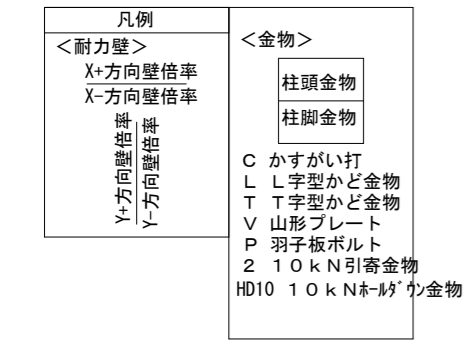 凡例
＜耐力壁＞
X+方向壁倍率
X-方向壁倍率
Y+方向壁倍率
Y-方向壁倍率
＜金物＞
柱頭金物
柱脚金物
C かすがい打
L L字型かど金物
T T字型かど金物
V 山形プレート
P 羽子板ボルト
2 10kN引寄金物
HD10 10kNﾎｰﾙﾀﾞｳﾝ金物